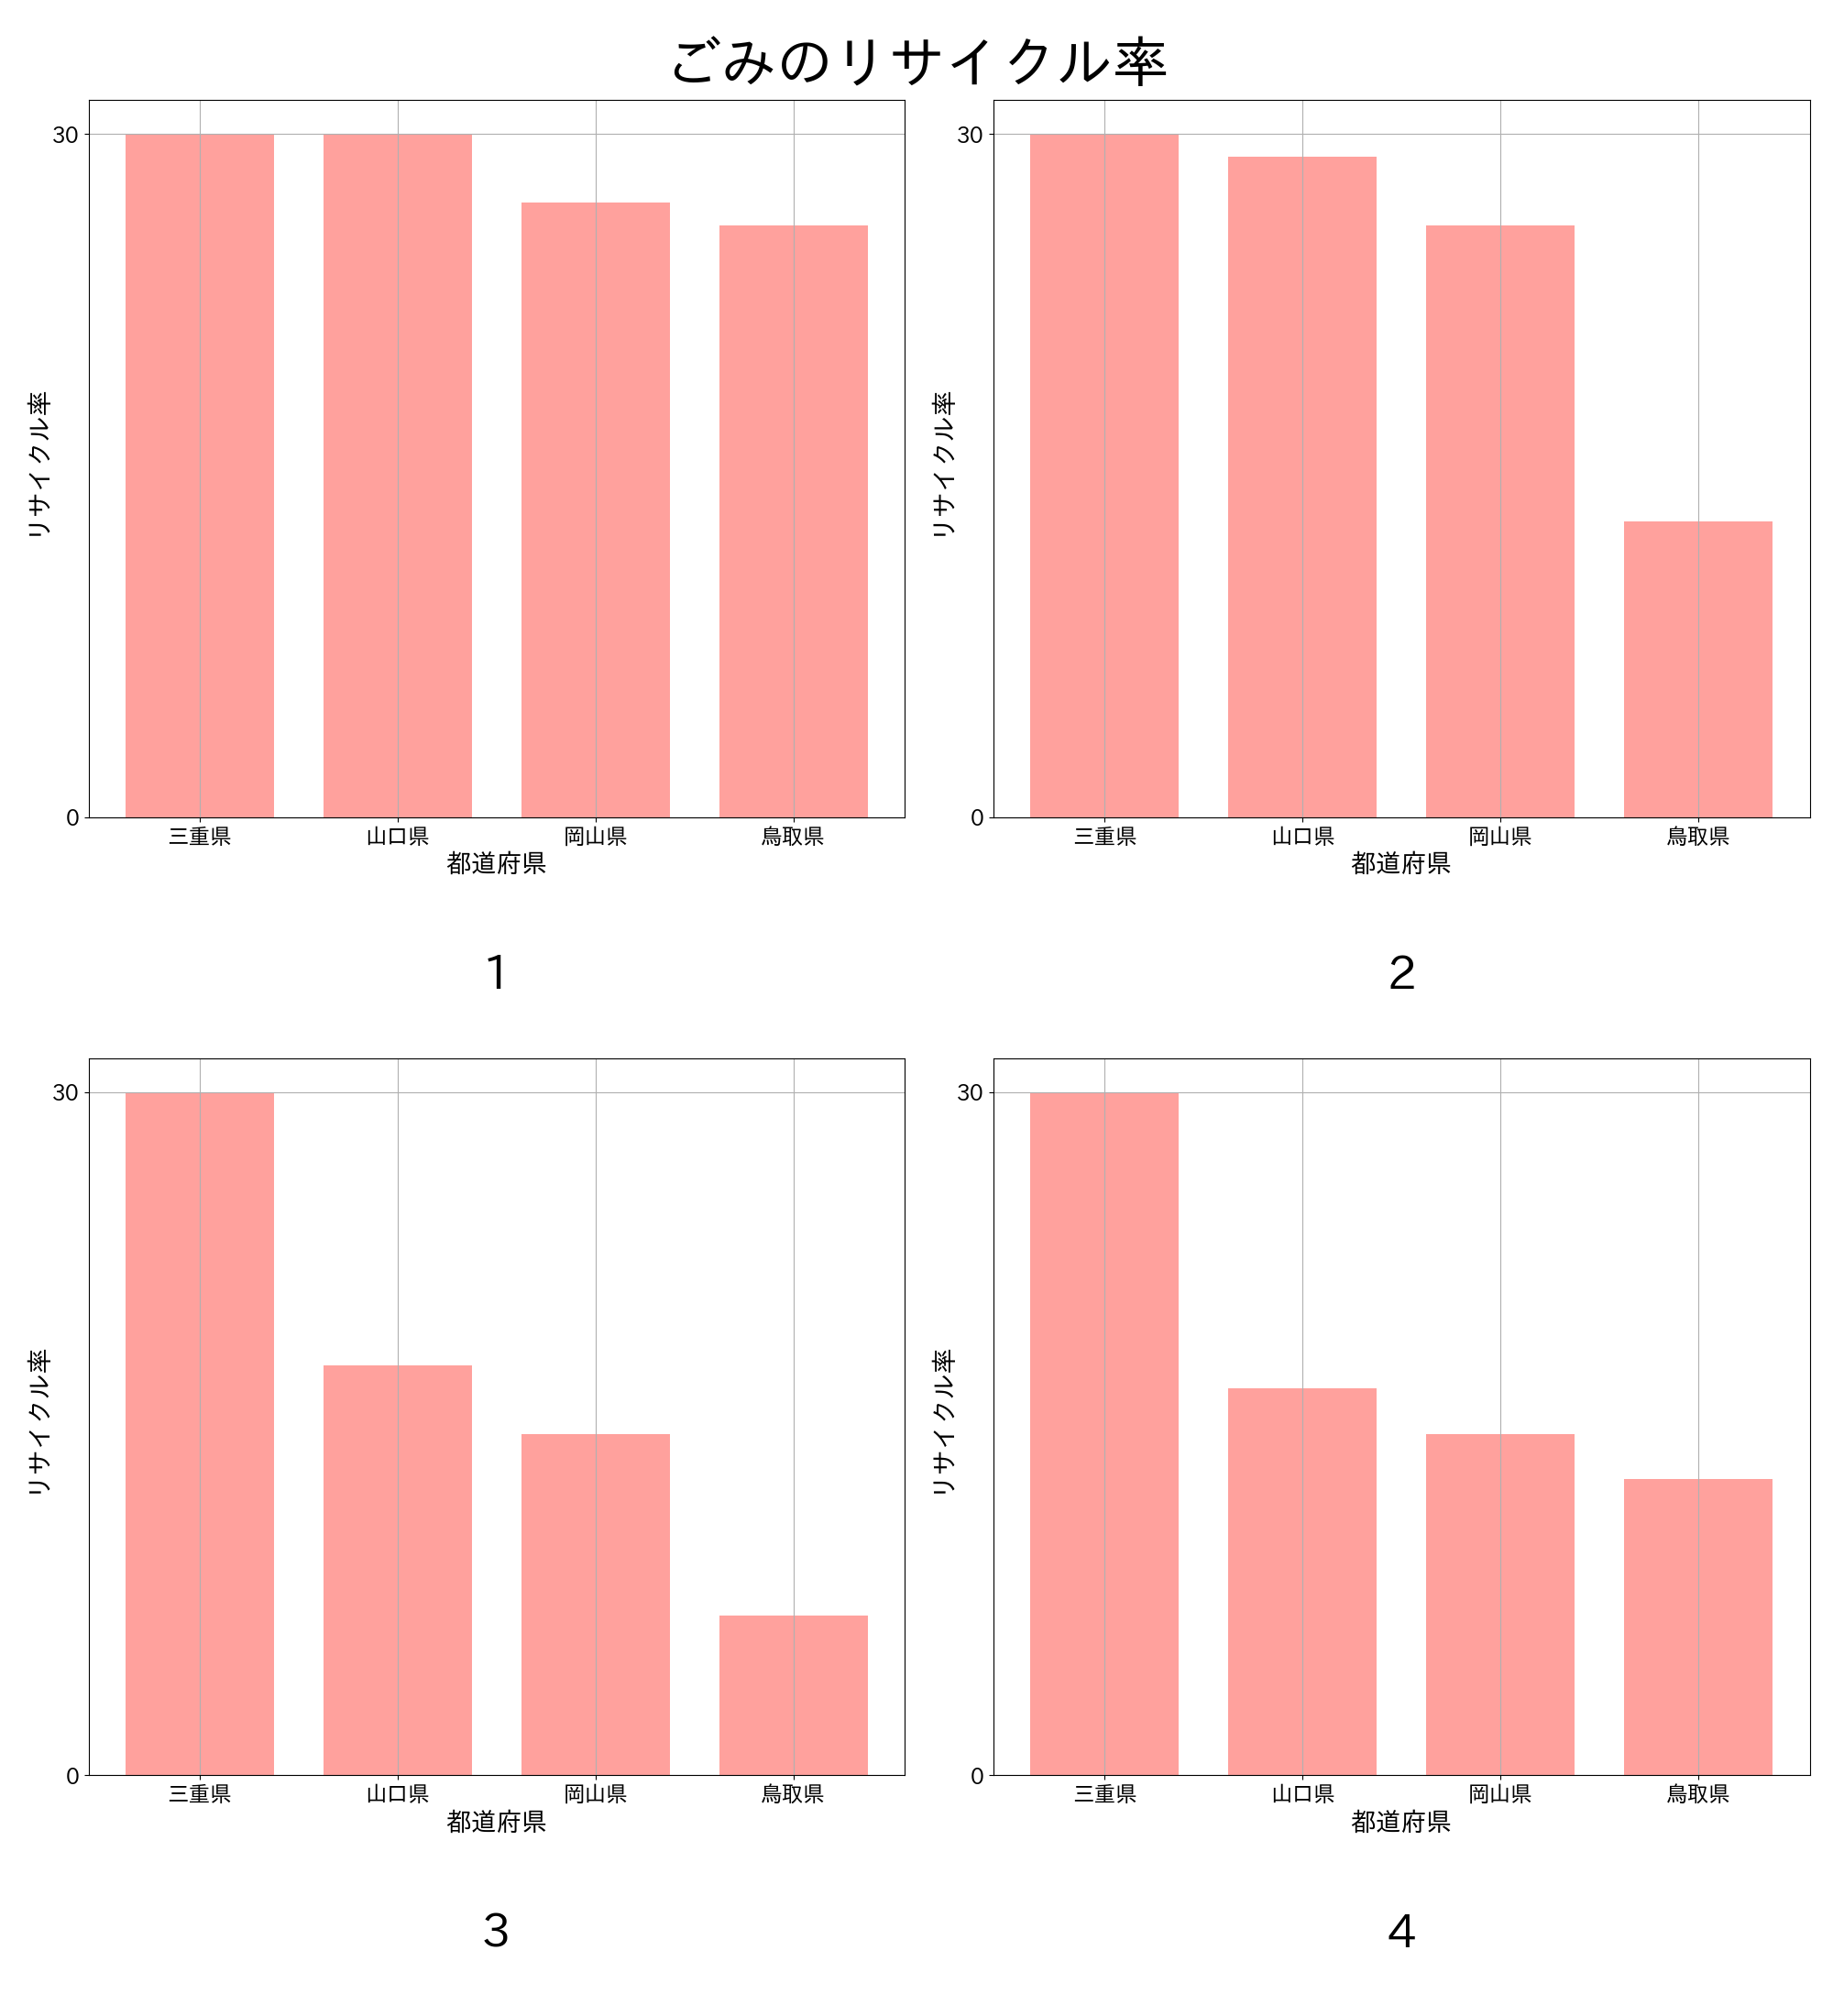 ごみのリサイクル率
30
0
リサイクル率
三重県 山口県 岡山県 鳥取県
都道府県
1
30
0
リサイクル率
三重県 山口県 岡山県 鳥取県
都道府県
2
30
0
リサイクル率
三重県 山口県 岡山県 鳥取県
都道府県
3
30
0
リサイクル率
三重県 山口県 岡山県 鳥取県
都道府県
4